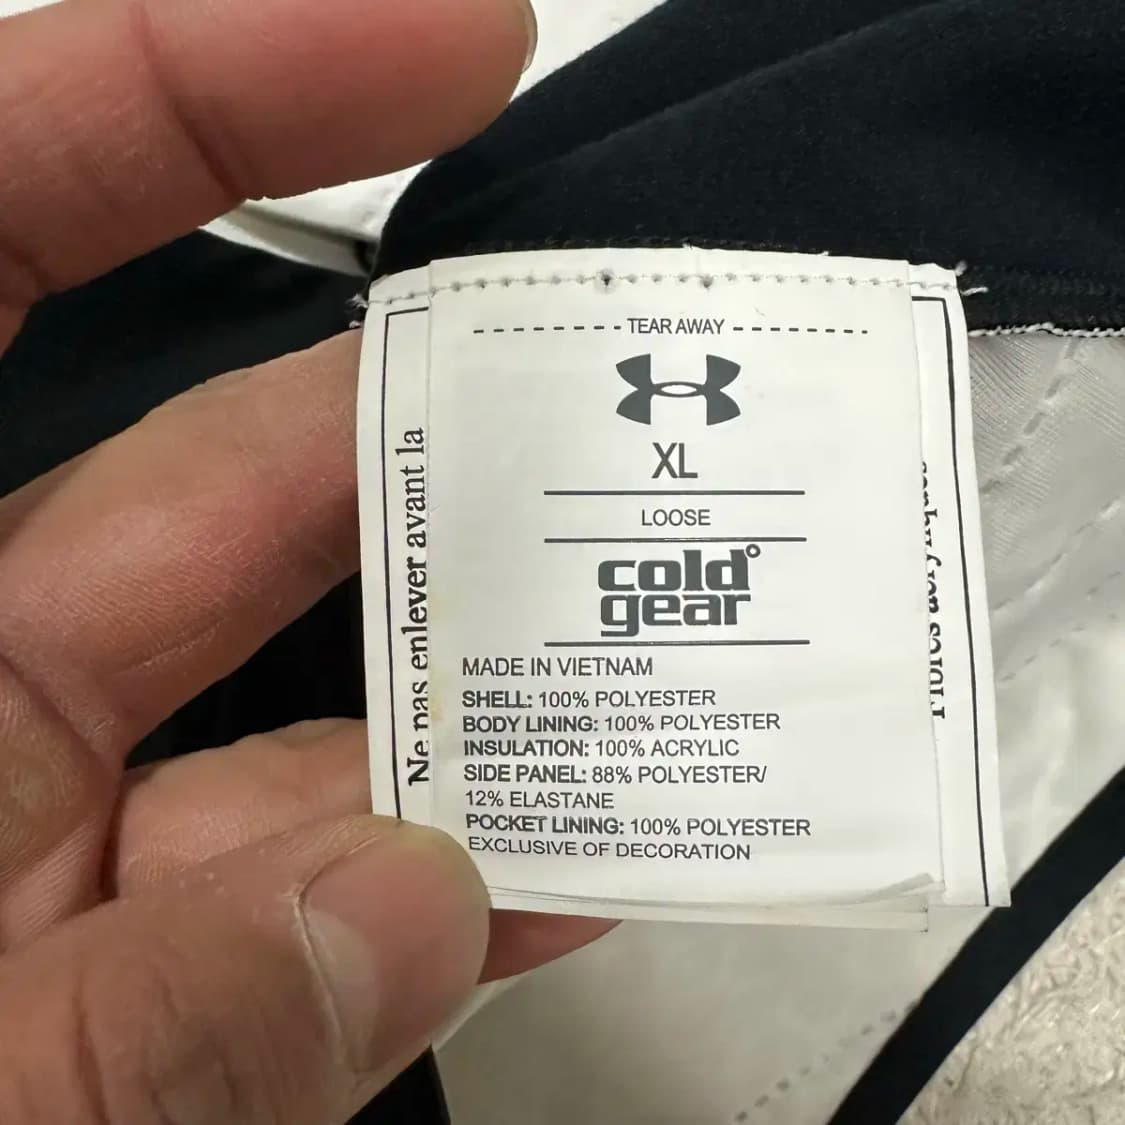 TEAR AWAY
XL
LOOSE
cold°
gear
MADE IN VIETNAM
SHELL: 100% POLYESTER
BODY LINING: 100% POLYESTER
INSULATION: 100% ACRYLIC
SIDE PANEL: 88% POLYESTER/
12% ELASTANE
POCKET LINING: 100% POLYESTER
EXCLUSIVE OF DECORATION
Ne pas enlever avant la